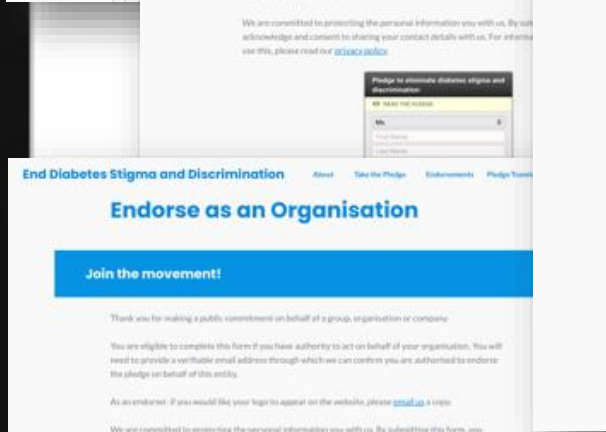 We are committed to protecting the personal information you with us. By sub
acknowledge and consent to sharing your contact details with us. For informa
use this, please read our privacy policy.
Pledge to eliminate diabetes stigma and
discrimination
READ THE PLEDGE
Mr.
First Name
Last Name
End Diabetes Stigma and Discrimination
About Take the Pledge Endorsements Pledge Transl
Endorse as an Organisation
Join the movement!
Thank you for making a public commitment on behalf of a group, organisation or company.
You are eligible to complete this form if you have authority to act on behalf of your organisation. You will
need to provide a verifiable email address through which we can confirm you are authorised to endorse
the pledge on behalf of this entity.
As an endorser, if you would like your logo to appear on the website, please email us a copy.
We are committed to protecting the personal information you with us. By submitting this form, you